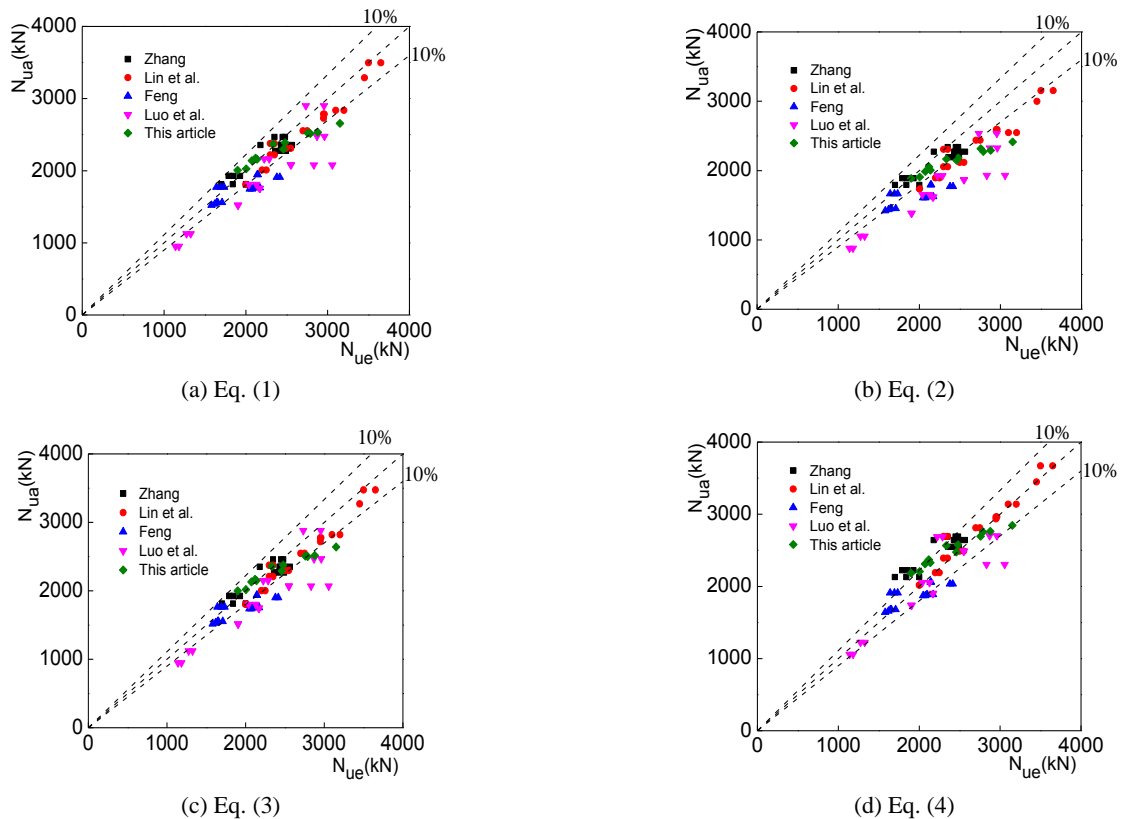 10%
10%
4000
3000
2000
1000
0
N_ua(kN)
Zhang
Lin et al.
Feng
Luo et al.
This article
0 1000 2000 3000 4000
N_ue(kN)
(a) Eq. (1)
10%
10%
4000
3000
2000
1000
0
N_ua(kN)
Zhang
Lin et al.
Feng
Luo et al.
This article
0 1000 2000 3000 4000
N_ue(kN)
(b) Eq. (2)
10%
10%
4000
3000
2000
1000
0
N_ua(kN)
Zhang
Lin et al.
Feng
Luo et al.
This article
0 1000 2000 3000 4000
N_ue(kN)
(c) Eq. (3)
10%
10%
4000
3000
2000
1000
0
N_ua(kN)
Zhang
Lin et al.
Feng
Luo et al.
This article
0 1000 2000 3000 4000
N_ue(kN)
(d) Eq. (4)